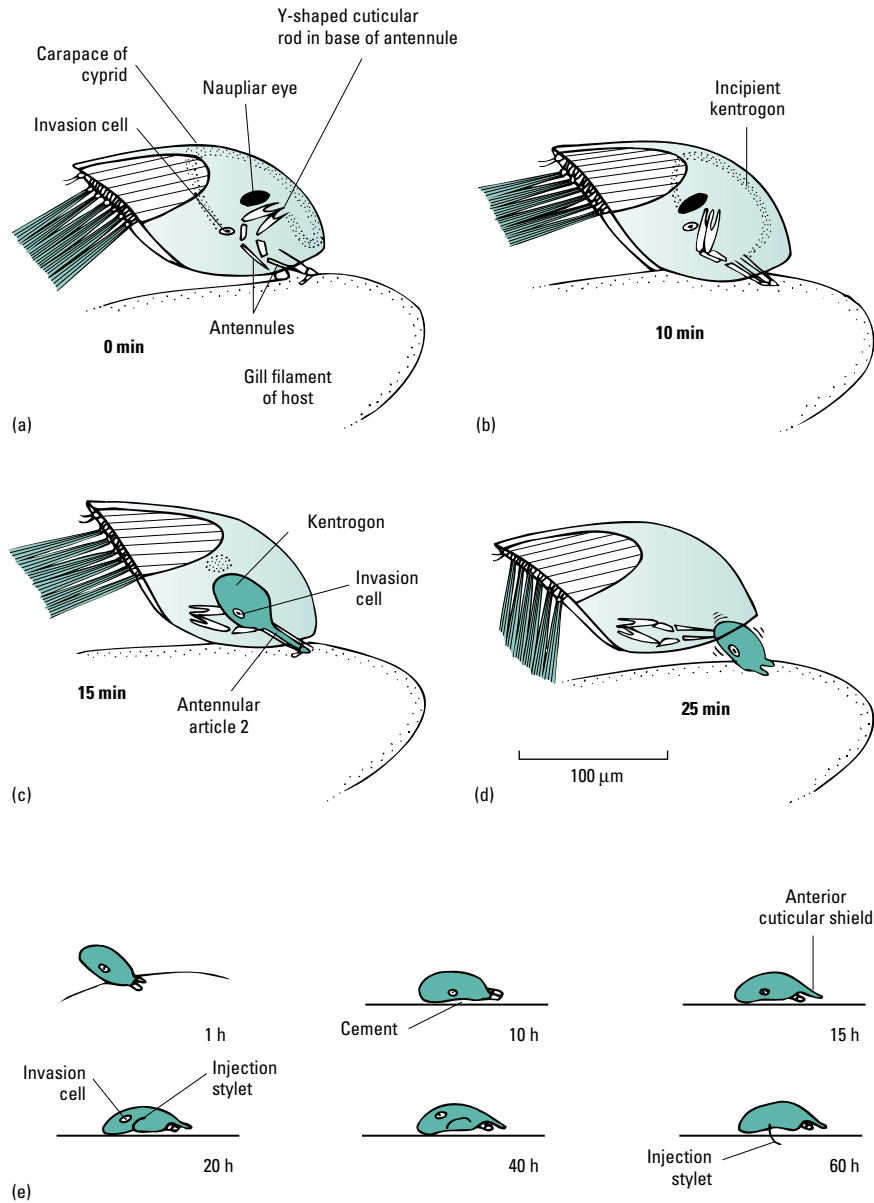 Y-shaped cuticular
rod in base of antennule
Carapace of
cyprid
Naupliar eye
Invasion cell
Antennules
0 min
Gill filament
of host
(a)
Incipient
kentrogon
10 min
(b)
Kentrogon
Invasion
cell
15 min
Antennular
article 2
(c)
25 min
100 μm
(d)
Anterior
cuticular shield
1 h
Cement
10 h
15 h
Invasion
cell
Injection
stylet
20 h
40 h
Injection
stylet
60 h
(e)